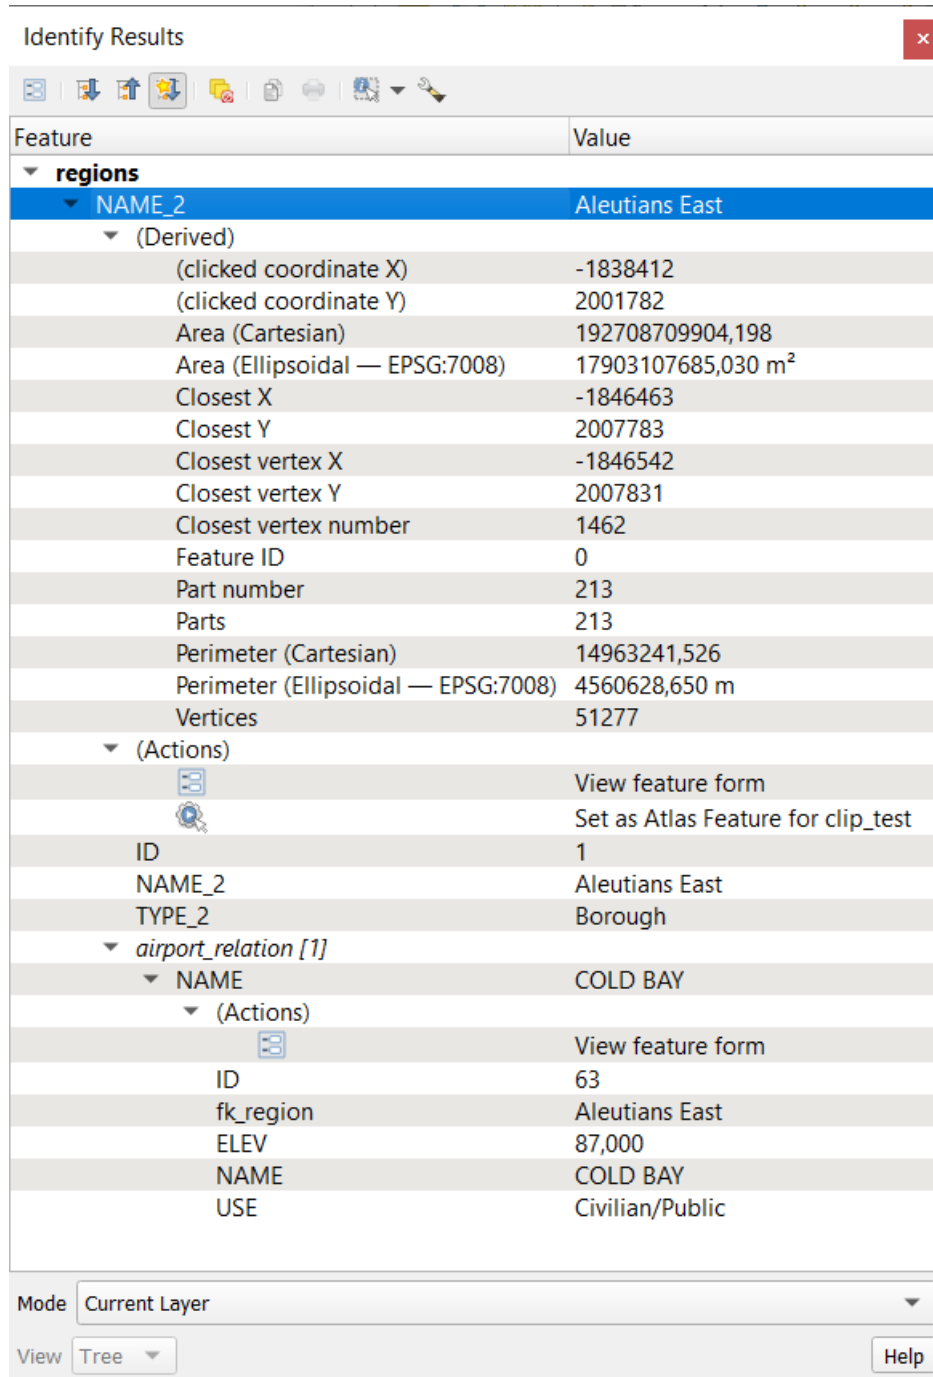 Identify Results
Feature Value
regions
NAME_2 Aleutians East
(Derived)
(clicked coordinate X) -1838412
(clicked coordinate Y) 2001782
Area (Cartesian) 192708709904,198
Area (Ellipsoidal — EPSG:7008) 17903107685,030 m²
Closest X -1846463
Closest Y 2007783
Closest vertex X -1846542
Closest vertex Y 2007831
Closest vertex number 1462
Feature ID 0
Part number 213
Parts 213
Perimeter (Cartesian) 14963241,526
Perimeter (Ellipsoidal — EPSG:7008) 4560628,650 m
Vertices 51277
(Actions)
View feature form
Set as Atlas Feature for clip_test
ID 1
NAME_2 Aleutians East
TYPE_2 Borough
airport_relation [1]
NAME COLD BAY
(Actions)
View feature form
ID 63
fk_region Aleutians East
ELEV 87,000
NAME COLD BAY
USE Civilian/Public
Mode Current Layer
View Tree Help